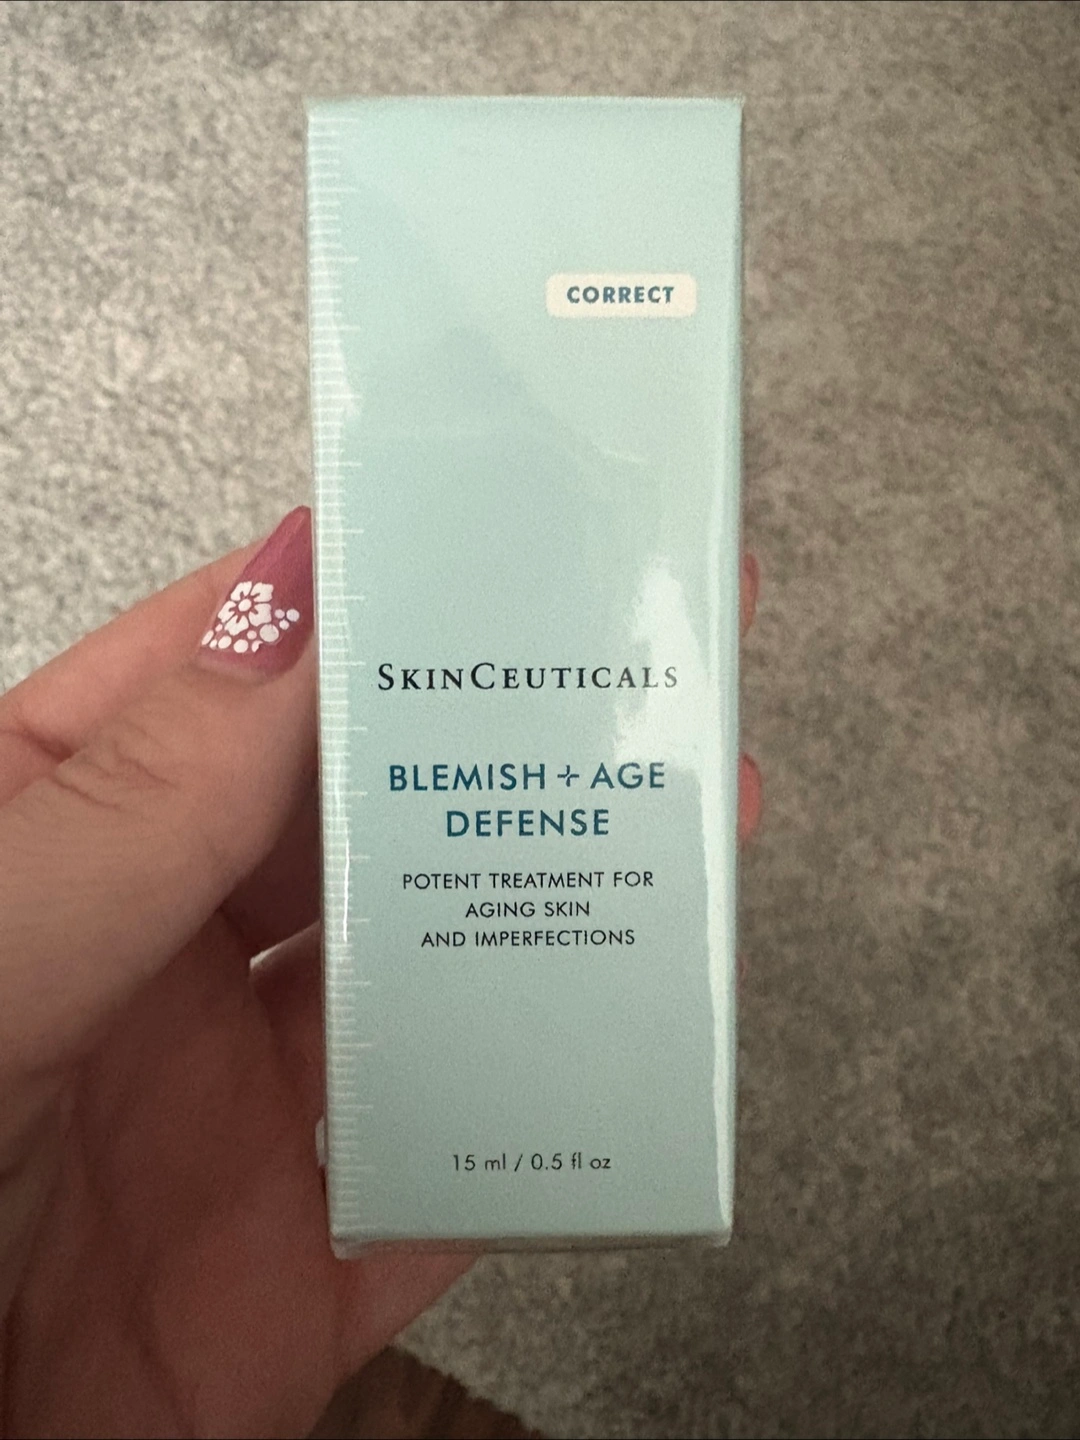 CORRECT
SKINCEUTICALS
BLEMISH + AGE
DEFENSE
POTENT TREATMENT FOR
AGING SKIN
AND IMPERFECTIONS
15 ml / 0.5 fl oz